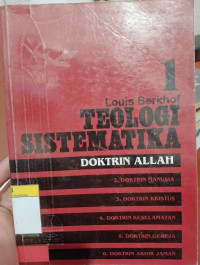 1
Louis Berkhof
TEOLOGI
SISTEMATIKA
DOKTRIN ALLAH
2. DOKTRIN MANUSIA
3. DOKTRIN KRISTUS
4. DOKTRIN KESELAMATAN
5. DOKTRIN GEREJA
6. DOKTRIN AKHIR JAMAN